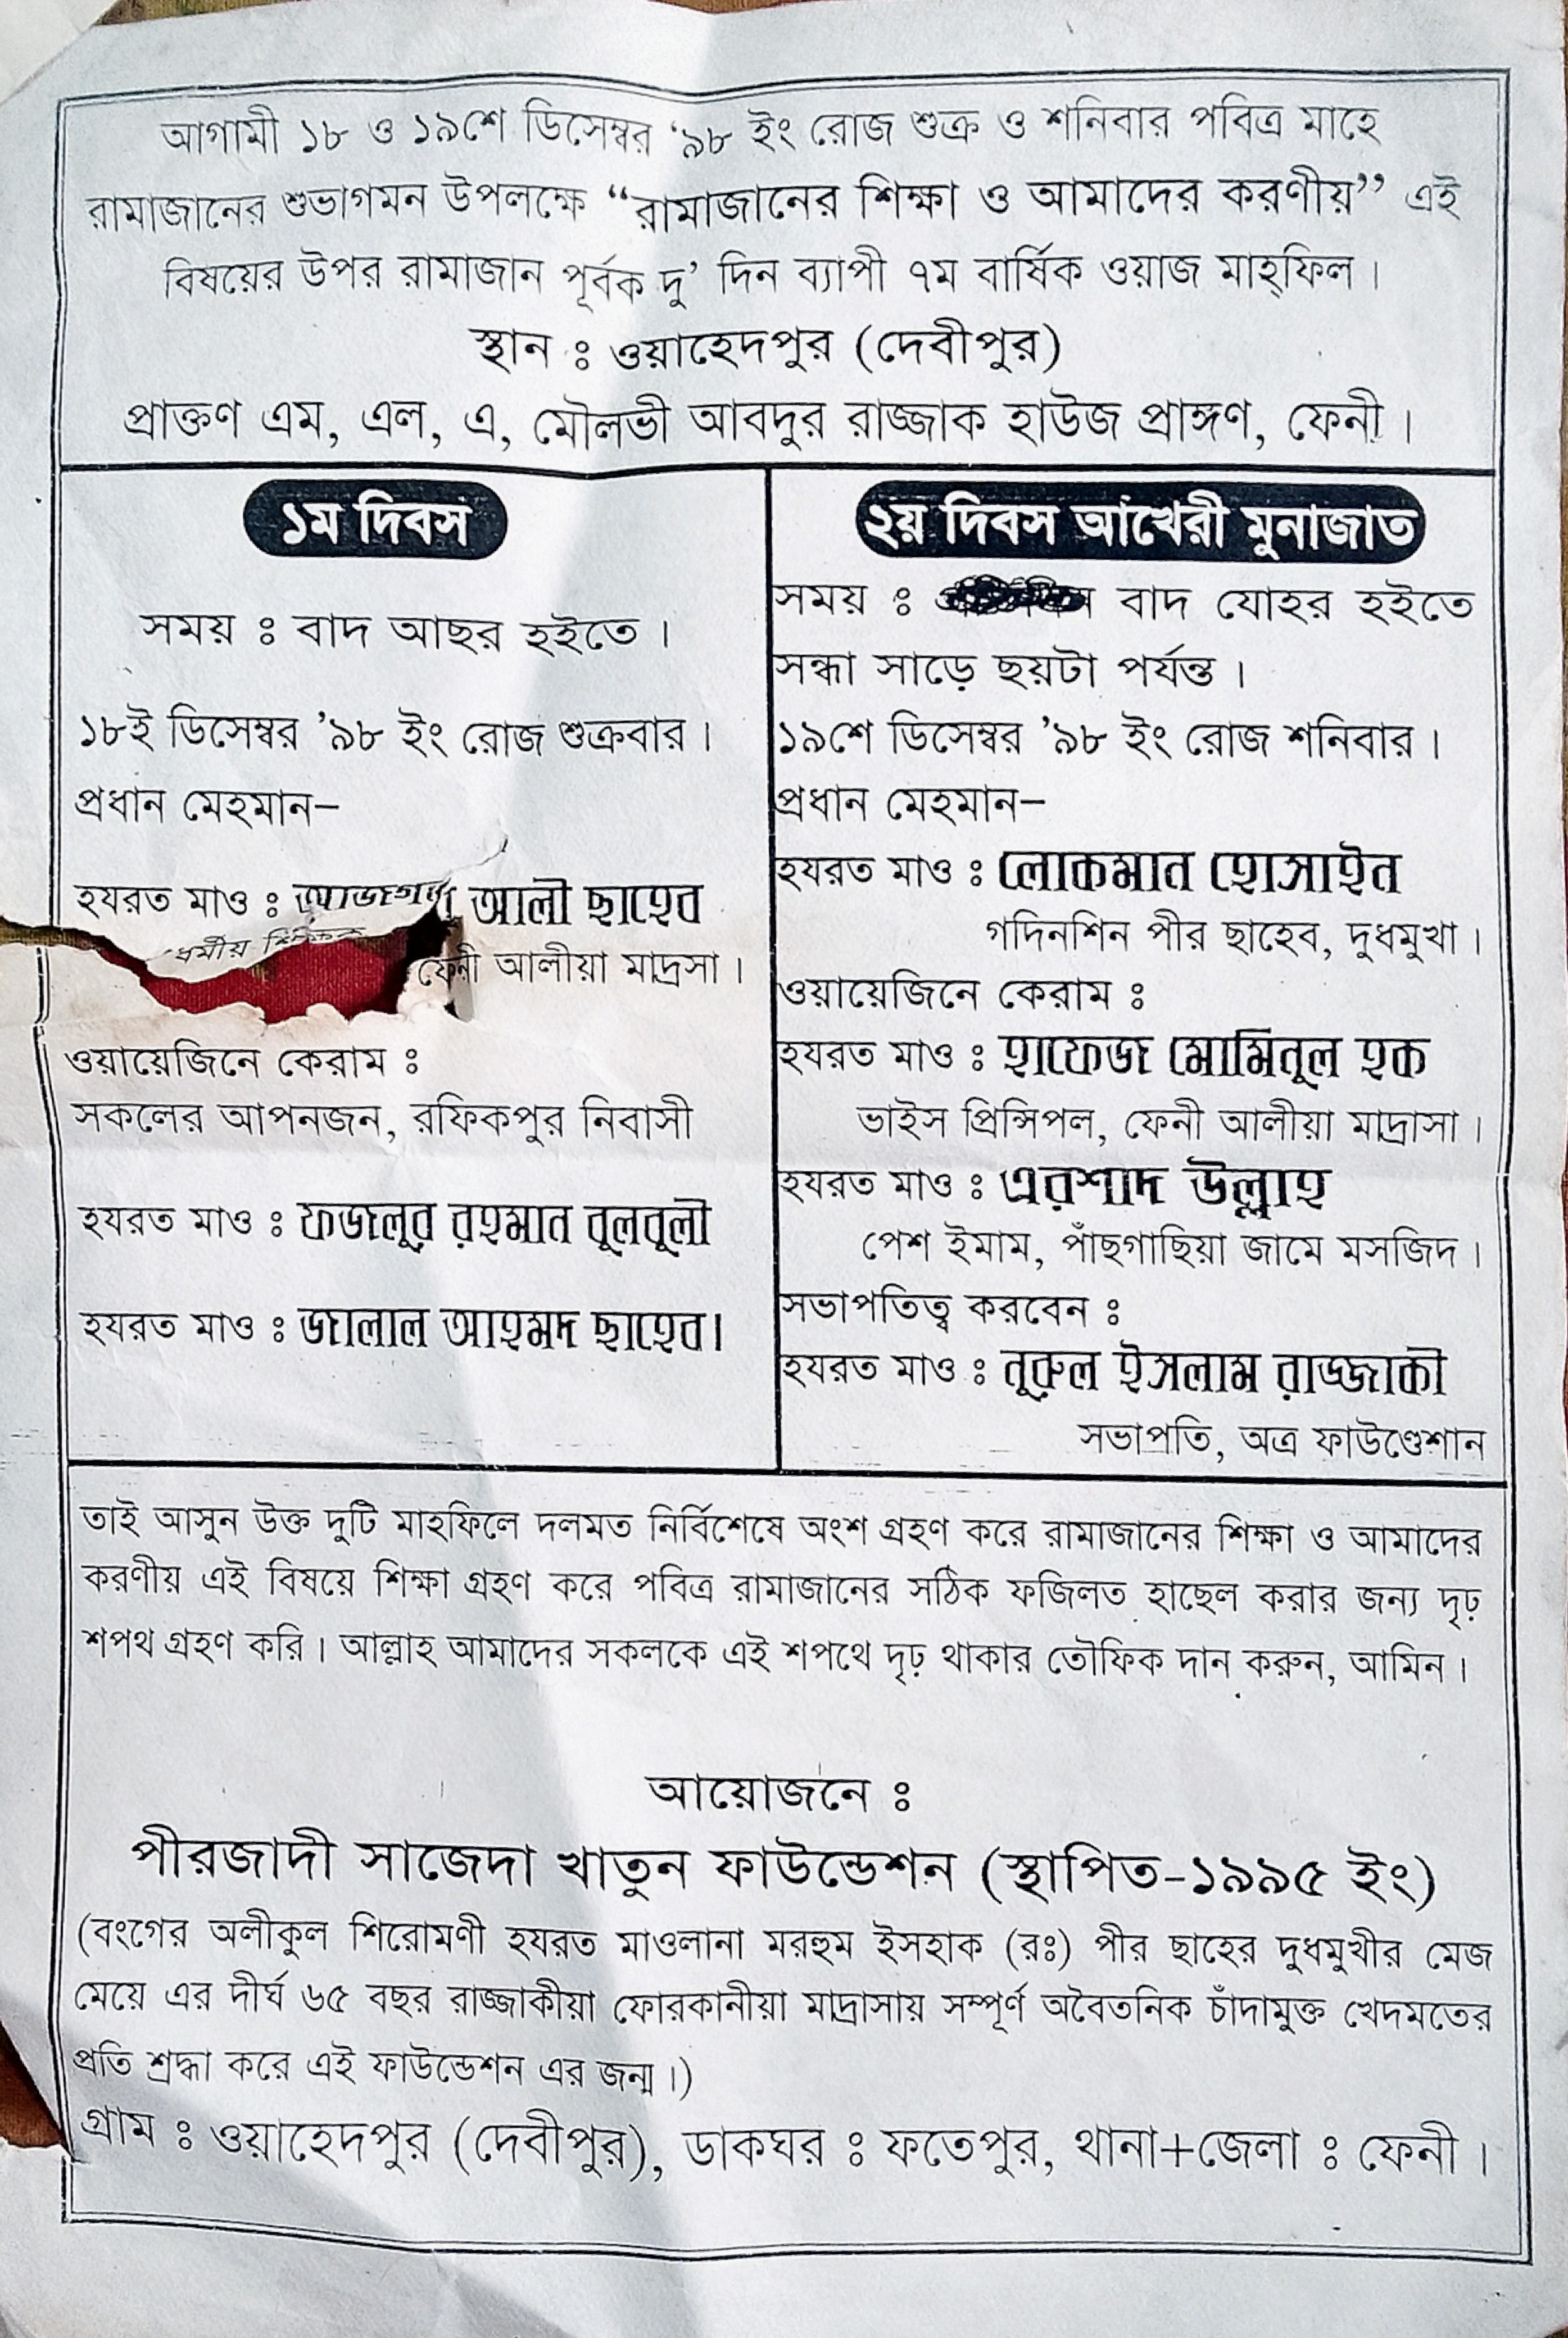 আগামী ১৮ ও ১৯শে ডিসেম্বর ‘৯৮ ইং রোজ শুক্র ও শনিবার পবিত্র মাহে
রামাজানের শুভাগমন উপলক্ষে “রামাজানের শিক্ষা ও আমাদের করণীয়” এই
বিষয়ের উপর রামাজান পূর্বক দু’ দিন ব্যাপী ৭ম বার্ষিক ওয়াজ মাহ্ফিল।
স্থান ঃ ওয়াহেদপুর (দেবীপুর)
প্রাক্তণ এম, এল, এ, মৌলভী আবদুর রাজ্জাক হাউজ প্রাঙ্গণ, ফেনী।
১ম দিবস
সময় ঃ বাদ আছর হইতে।
১৮ই ডিসেম্বর ’৯৮ ইং রোজ শুক্রবার।
প্রধান মেহমান–
হযরত মাও ঃ আলী ছাহেব
ধর্মীয় শিক্ষক ফেনী আলীয়া মাদ্রসা।
ওয়ায়েজিনে কেরাম ঃ
সকলের আপনজন, রফিকপুর নিবাসী
হযরত মাও ঃ ফজলুর রহমান বুলবুলী
হযরত মাও ঃ জালাল আহমদ ছাহেব।
২য় দিবস আখেরী মুনাজাত
সময় ঃ বাদ যোহর হইতে
সন্ধা সাড়ে ছয়টা পর্যন্ত।
১৯শে ডিসেম্বর ’৯৮ ইং রোজ শনিবার।
প্রধান মেহমান–
হযরত মাও ঃ লোকমান হোসাইন
গদিনশিন পীর ছাহেব, দুধমুখা।
ওয়ায়েজিনে কেরাম ঃ
হযরত মাও ঃ হাফেজ মোমিনুল হক
ভাইস প্রিন্সিপল, ফেনী আলীয়া মাদ্রাসা।
হযরত মাও ঃ এরশাদ উল্লাহ
পেশ ইমাম, পাঁছগাছিয়া জামে মসজিদ।
সভাপতিত্ব করবেন ঃ
হযরত মাও ঃ নূরুল ইসলাম রাজ্জাকী
সভাপতি, অত্র ফাউণ্ডেশান
তাই আসুন উক্ত দুটি মাহফিলে দলমত নির্বিশেষে অংশ গ্রহণ করে রামাজানের শিক্ষা ও আমাদের
করণীয় এই বিষয়ে শিক্ষা গ্রহণ করে পবিত্র রামাজানের সঠিক ফজিলত হাছেল করার জন্য দৃঢ়
শপথ গ্রহণ করি। আল্লাহ আমাদের সকলকে এই শপথে দৃঢ় থাকার তৌফিক দান করুন, আমিন।
আয়োজনে ঃ
পীরজাদী সাজেদা খাতুন ফাউন্ডেশন (স্থাপিত-১৯৯৫ ইং)
(বংগের অলীকুল শিরোমণী হযরত মাওলানা মরহুম ইসহাক (রঃ) পীর ছাহের দুধমুখীর মেজ
মেয়ে এর দীর্ঘ ৬৫ বছর রাজ্জাকীয়া ফোরকানীয়া মাদ্রাসায় সম্পূর্ণ অবৈতনিক চাঁদামুক্ত খেদমতের
প্রতি শ্রদ্ধা করে এই ফাউন্ডেশন এর জন্ম।)
গ্রাম ঃ ওয়াহেদপুর (দেবীপুর), ডাকঘর ঃ ফতেপুর, থানা+জেলা ঃ ফেনী।